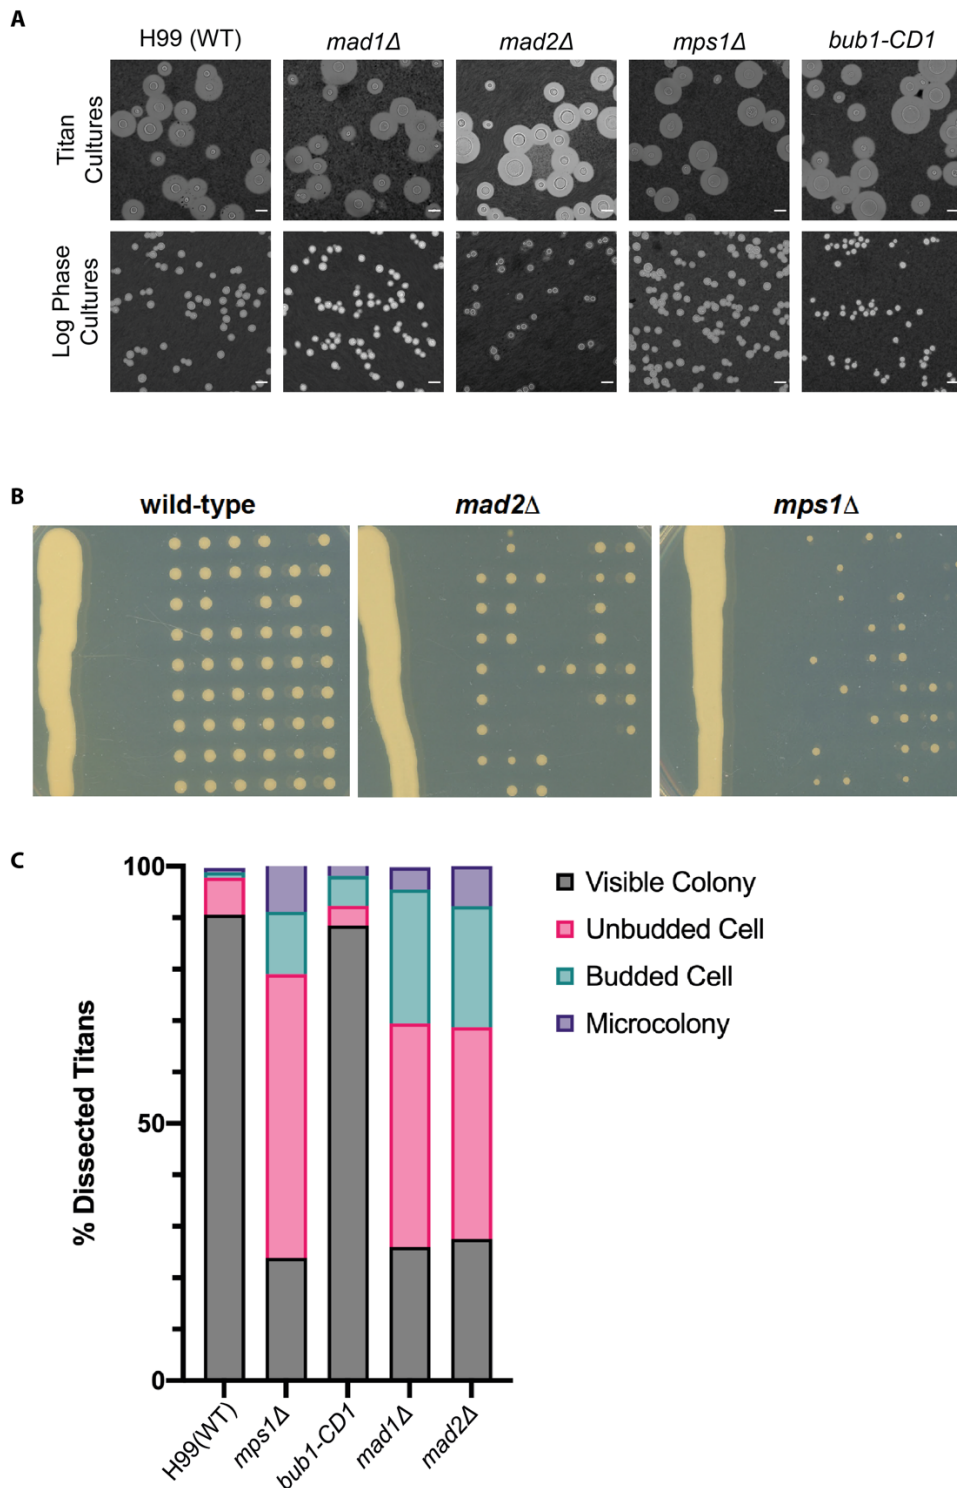 A
H99 (WT)
mad1Δ
mad2Δ
mps1Δ
bub1-CD1
Titan
Cultures
Log Phase
Cultures
B
wild-type
mad2Δ
mps1Δ
C
% Dissected Titans
100
50
0
H99(WT)
mps1Δ
bub1-CD1
mad1Δ
mad2Δ
Visible Colony
Unbudded Cell
Budded Cell
Microcolony